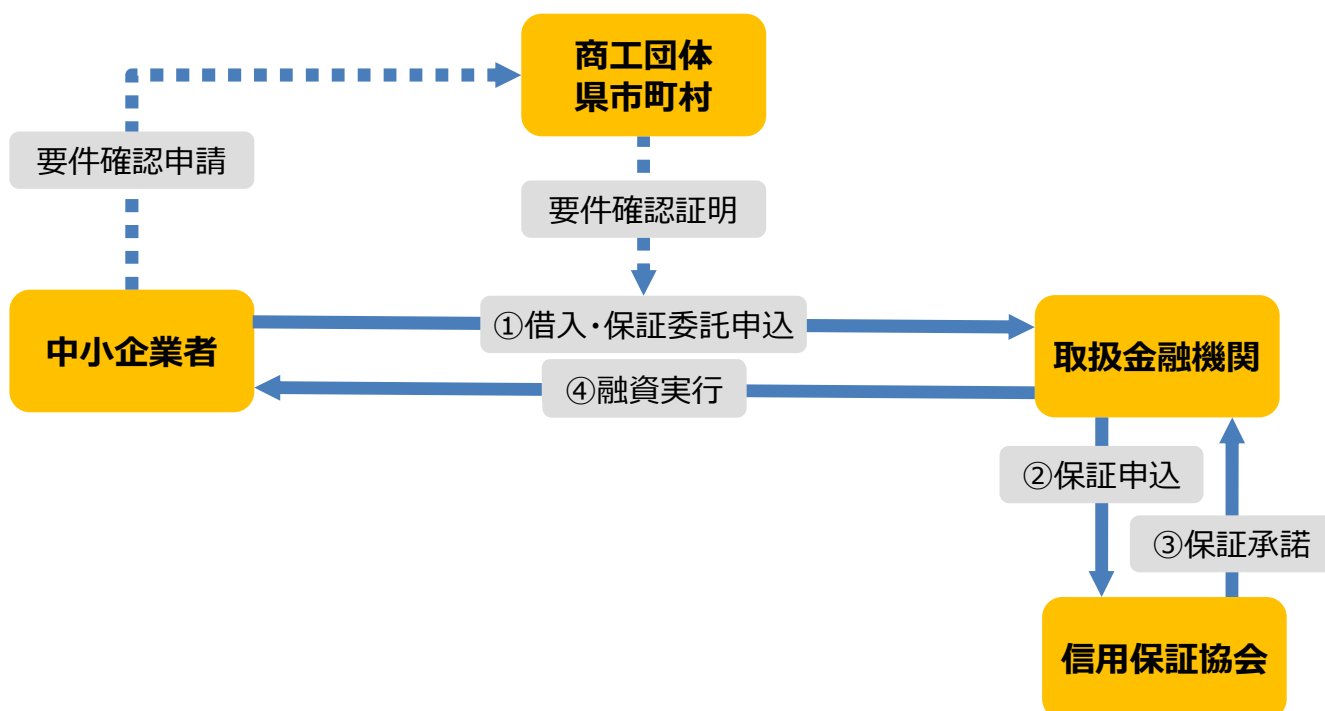 商工団体
県市町村
要件確認申請
要件確認証明
中小企業者
①借入・保証委託申込
取扱金融機関
④融資実行
②保証申込
③保証承諾
信用保証協会